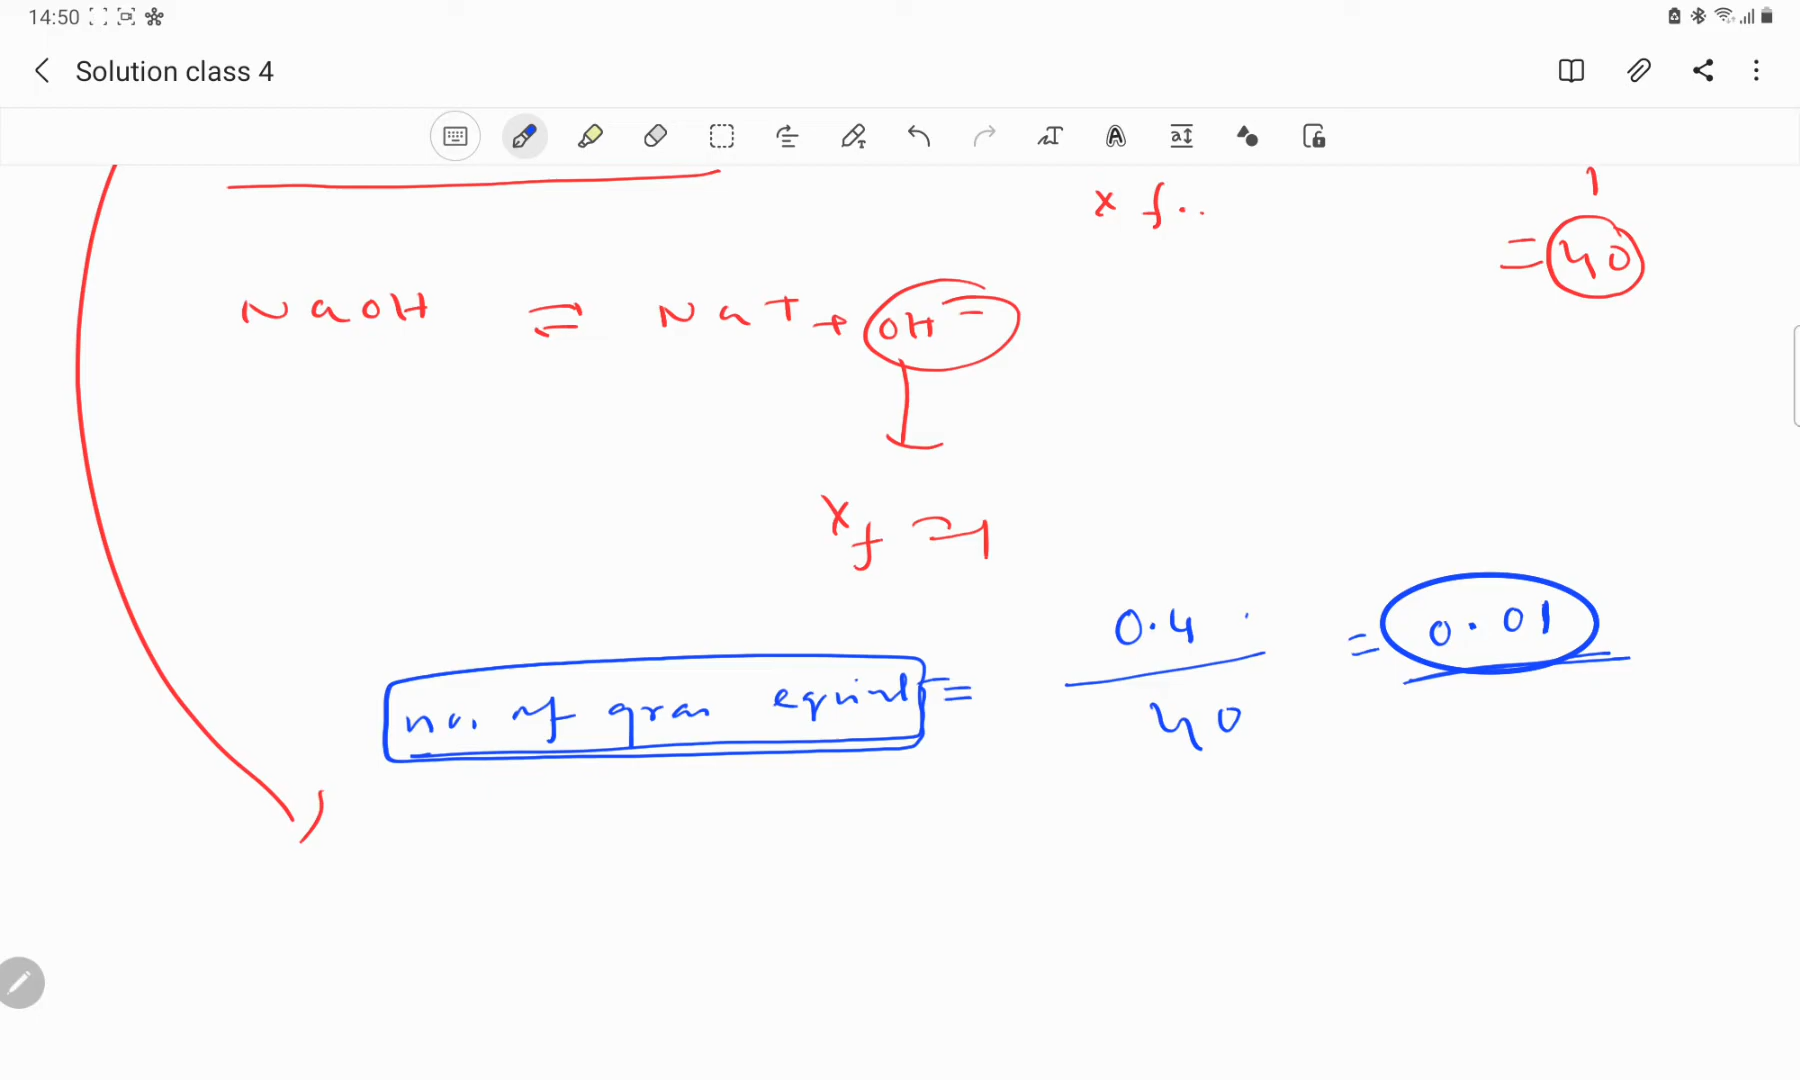 14:50
Solution class 4
x f..
1
= 40
NaOH ⇌ Na+ + OH−
xf = 1
no. of gram equivt = 0.4 / 40 = 0.01